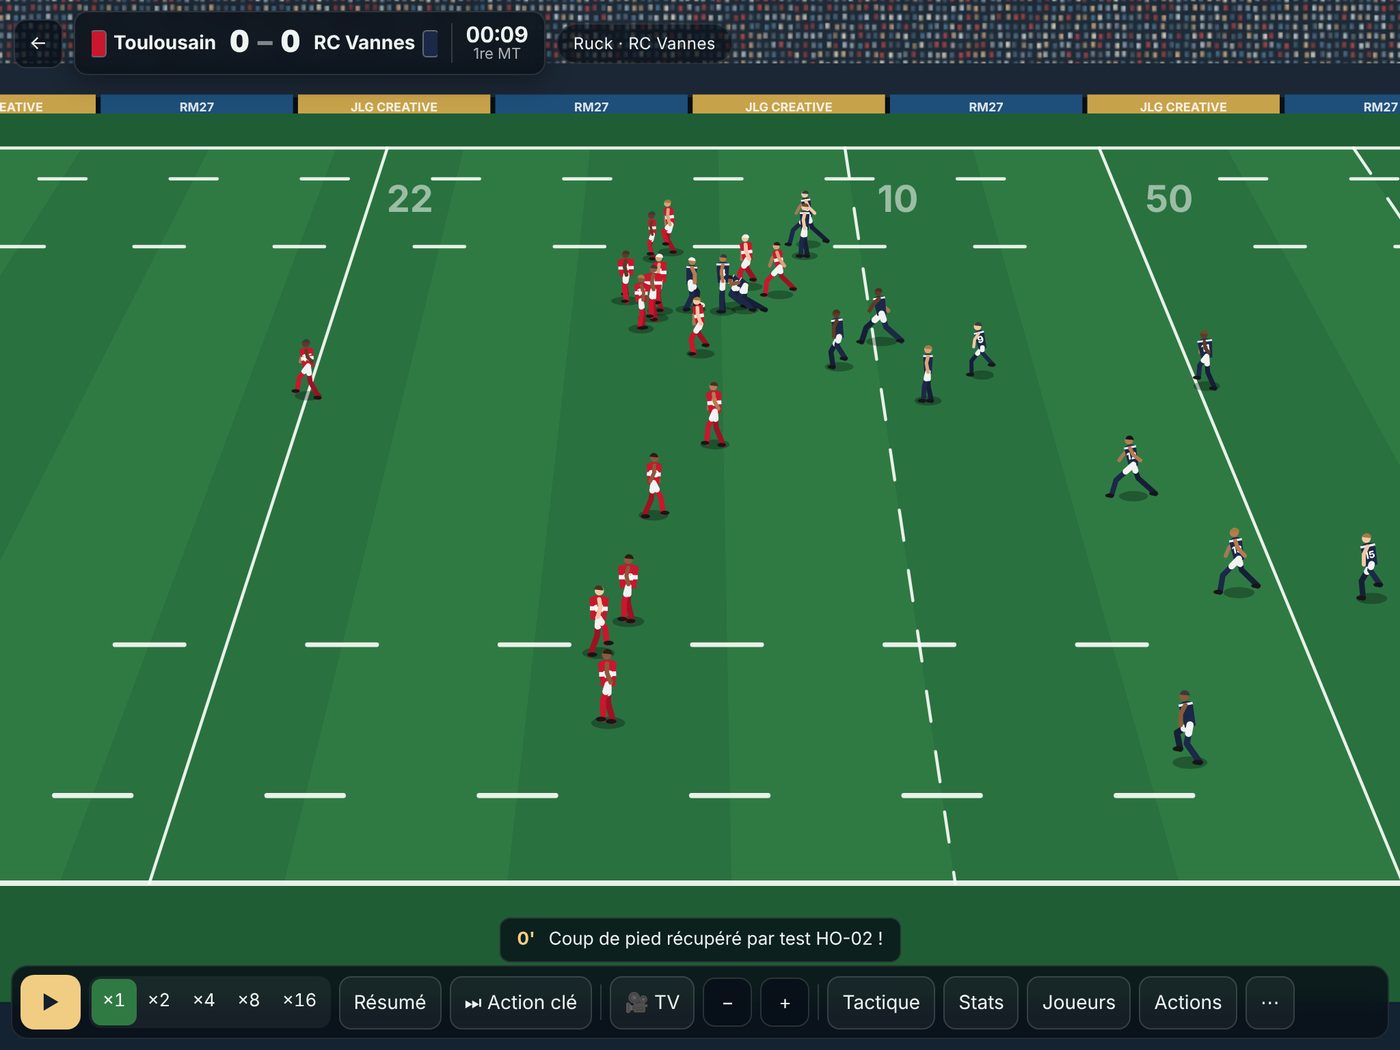 ←
Toulousain 0 – 0 RC Vannes
00:09
1re MT
Ruck · RC Vannes
EATIVE RM27 JLG CREATIVE RM27 JLG CREATIVE RM27 JLG CREATIVE RM27
22 10 50
9
15
0' Coup de pied récupéré par test HO-02 !
×1 ×2 ×4 ×8 ×16 Résumé Action clé TV − + Tactique Stats Joueurs Actions ⋯